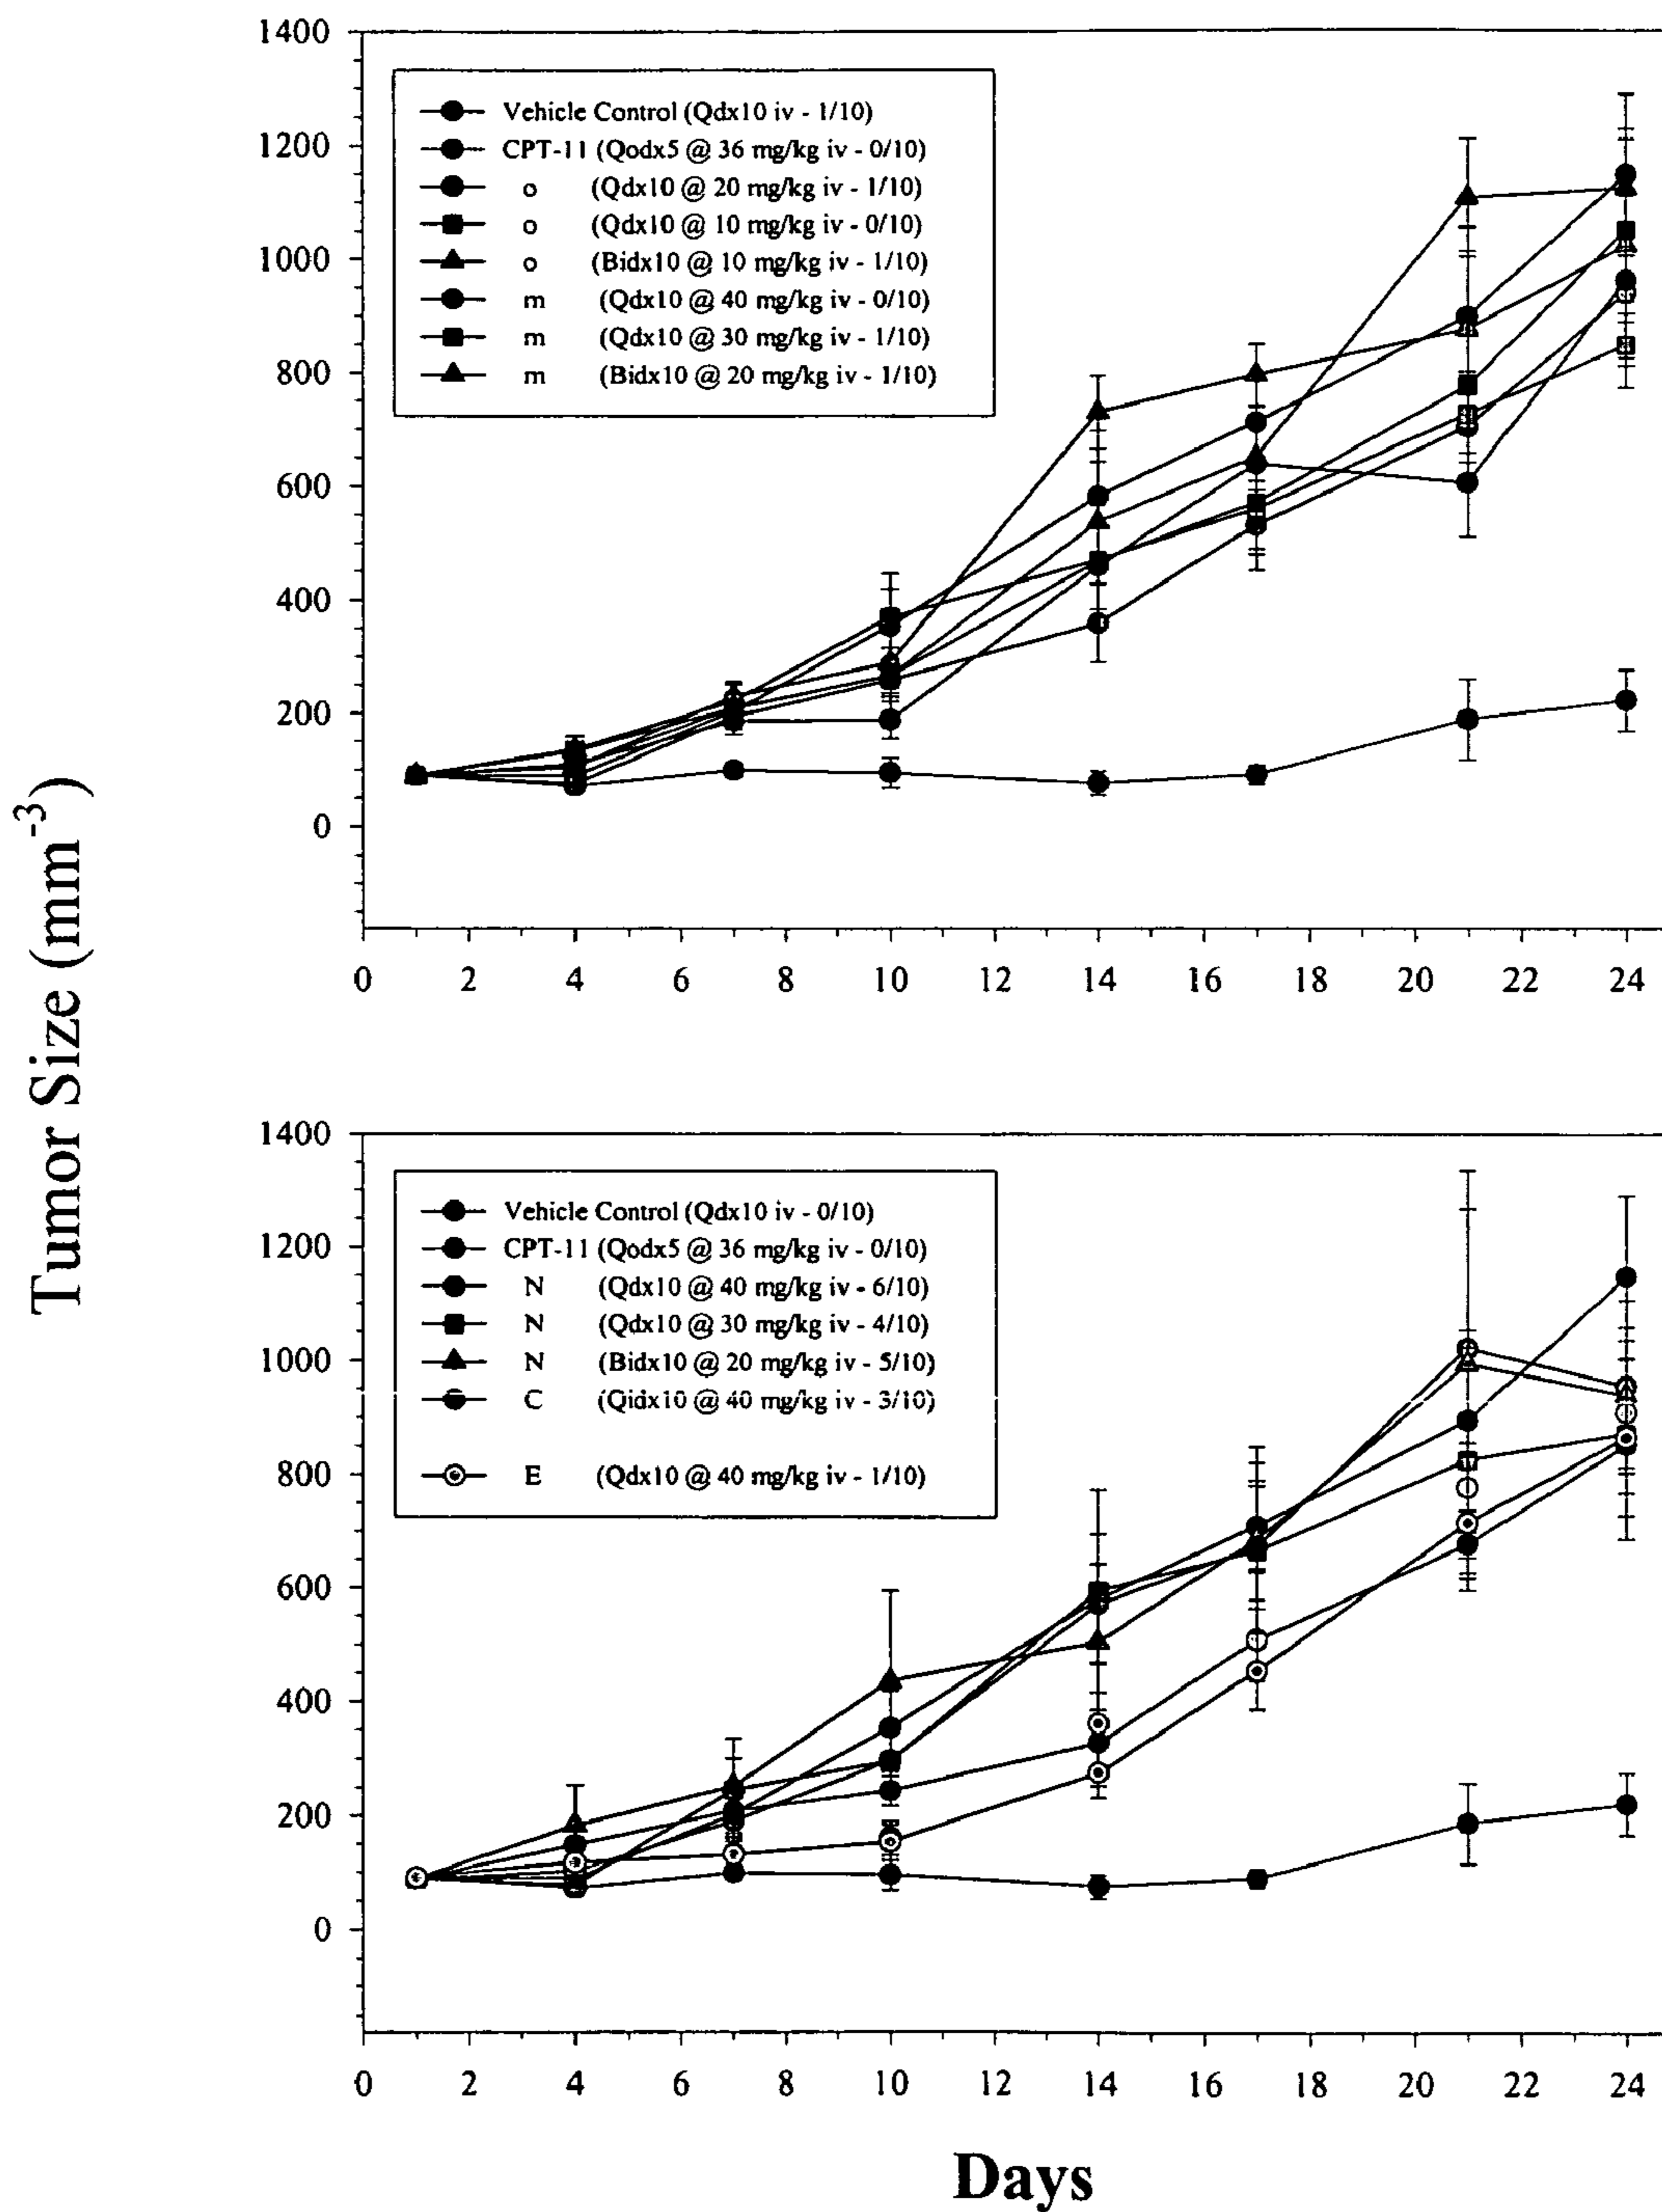 Tumor Size (mm-3)
1400
1200
1000
800
600
400
200
0
Vehicle Control (Qdx10 iv - 1/10)
CPT-11 (Qodx5 @ 36 mg/kg iv - 0/10)
o (Qdx10 @ 20 mg/kg iv - 1/10)
o (Qdx10 @ 10 mg/kg iv - 0/10)
o (Bidx10 @ 10 mg/kg iv - 1/10)
m (Qdx10 @ 40 mg/kg iv - 0/10)
m (Qdx10 @ 30 mg/kg iv - 1/10)
m (Bidx10 @ 20 mg/kg iv - 1/10)
0 2 4 6 8 10 12 14 16 18 20 22 24
1400
1200
1000
800
600
400
200
0
Vehicle Control (Qdx10 iv - 0/10)
CPT-11 (Qodx5 @ 36 mg/kg iv - 0/10)
N (Qdx10 @ 40 mg/kg iv - 6/10)
N (Qdx10 @ 30 mg/kg iv - 4/10)
N (Bidx10 @ 20 mg/kg iv - 5/10)
C (Qidx10 @ 40 mg/kg iv - 3/10)
E (Qdx10 @ 40 mg/kg iv - 1/10)
0 2 4 6 8 10 12 14 16 18 20 22 24
Days